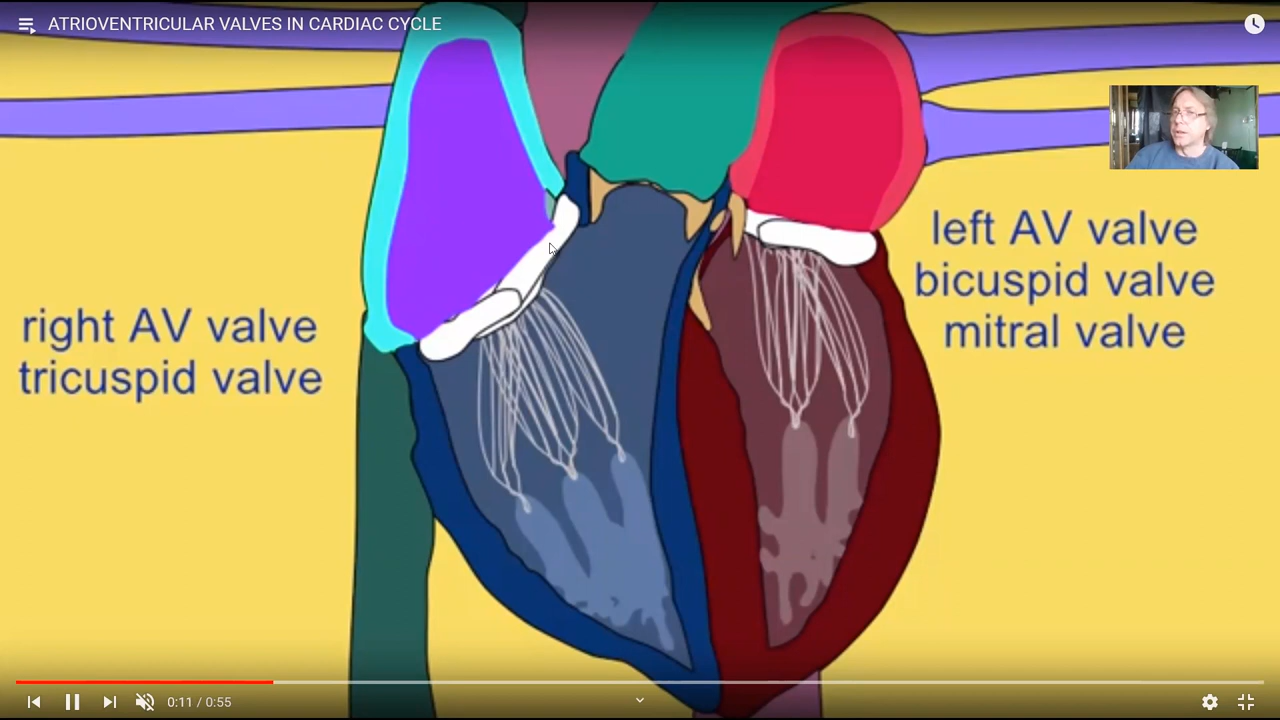 ATRIOVENTRICULAR VALVES IN CARDIAC CYCLE
right AV valve
tricuspid valve
left AV valve
bicuspid valve
mitral valve
0:11 / 0:55